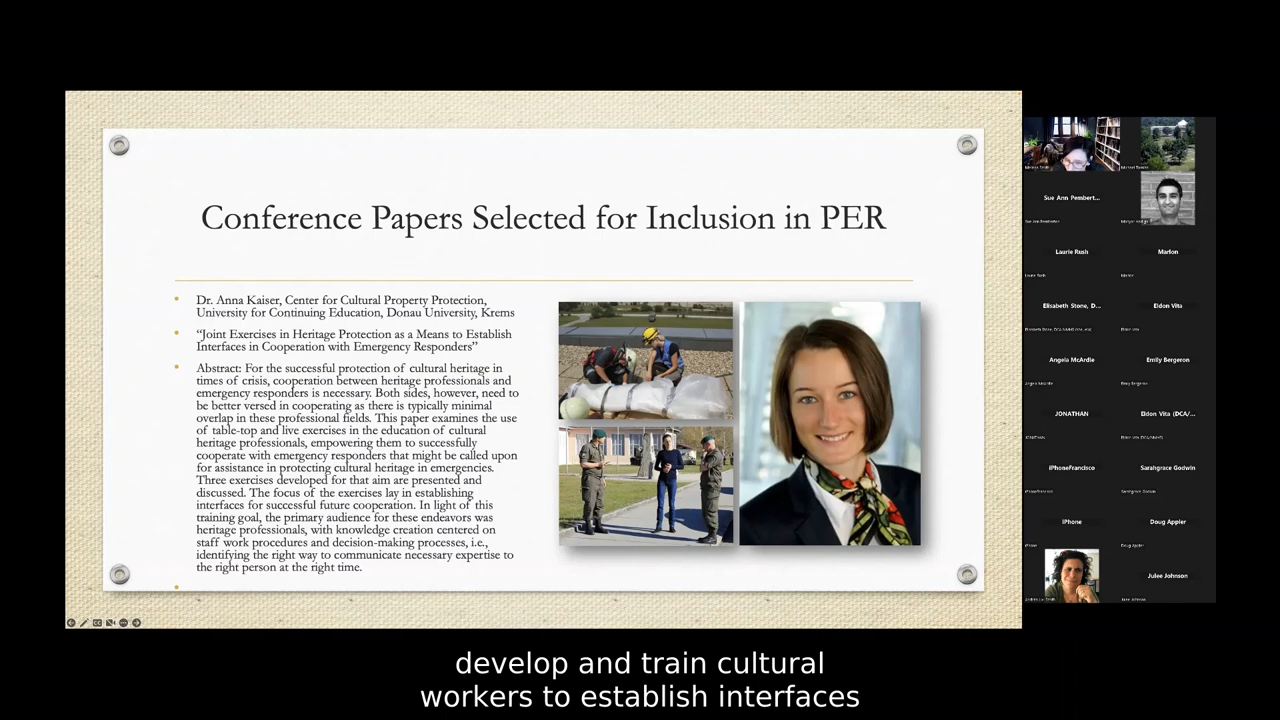 Conference Papers Selected for Inclusion in PER
Dr. Anna Kaiser, Center for Cultural Property Protection,
University for Continuing Education, Donau University, Krems
“Joint Exercises in Heritage Protection as a Means to Establish
Interfaces in Cooperation with Emergency Responders”
Abstract: For the successful protection of cultural heritage in
times of crisis, cooperation between heritage professionals and
emergency responders is necessary. Both sides, however, need to
be better versed in cooperating as there is typically minimal
overlap in these professional fields. This paper examines the use
of table-top and live exercises in the education of cultural
heritage professionals, empowering them to successfully
cooperate with emergency responders that might be called upon
for assistance in protecting cultural heritage in emergencies.
Three exercises developed for that aim are presented and
discussed. The focus of the exercises lay in establishing
interfaces for successful future cooperation. In light of this
training goal, the primary audience for these endeavors was
heritage professionals, with knowledge creation centered on
staff work procedures and decision-making processes, i.e.,
identifying the right way to communicate necessary expertise to
the right person at the right time.
Sue Ann Pembert...
Laurie Rush
Marlon
Elisabeth Stone, D...
Eldon Vita
Angela McArdle
Emily Bergeron
JONATHAN
Eldon Vita (DCA/...
iPhoneFrancisco
Sarahgrace Godwin
iPhone
Doug Appler
Julee Johnson
develop and train cultural
workers to establish interfaces